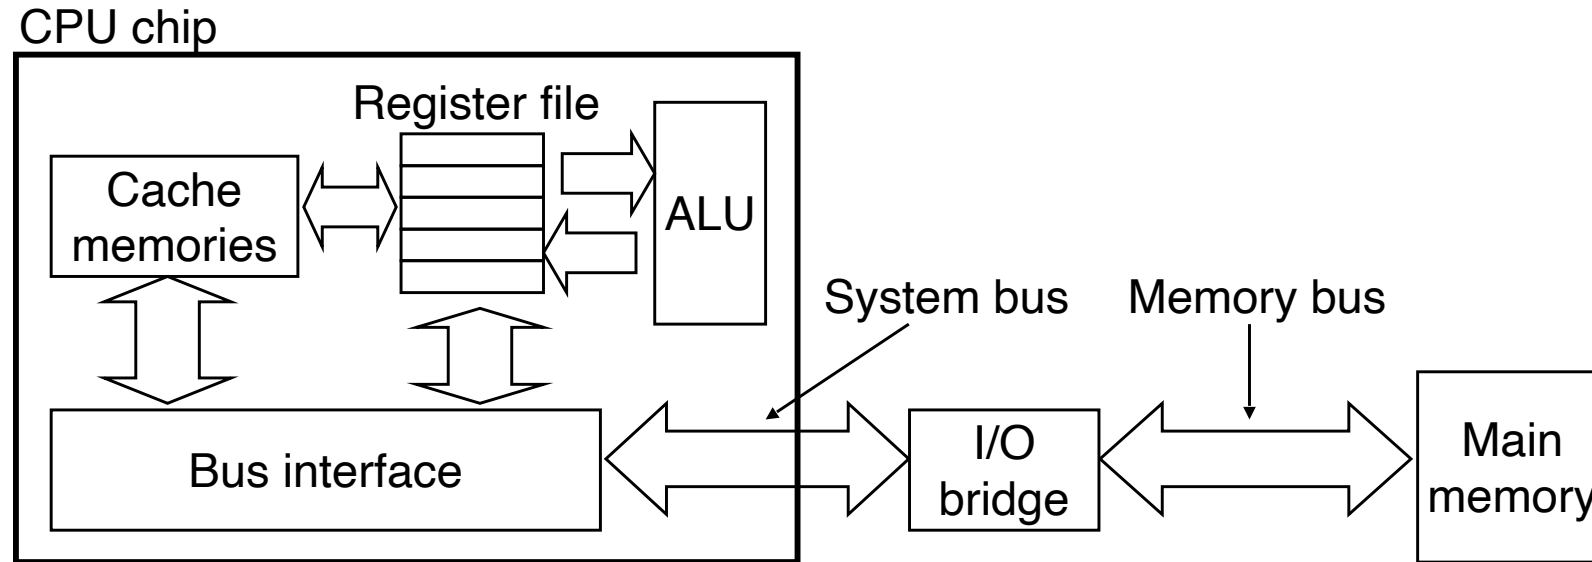 CPU chip
Register file
Cache
memories
ALU
System bus
Memory bus
Bus interface
I/O
bridge
Main
memory